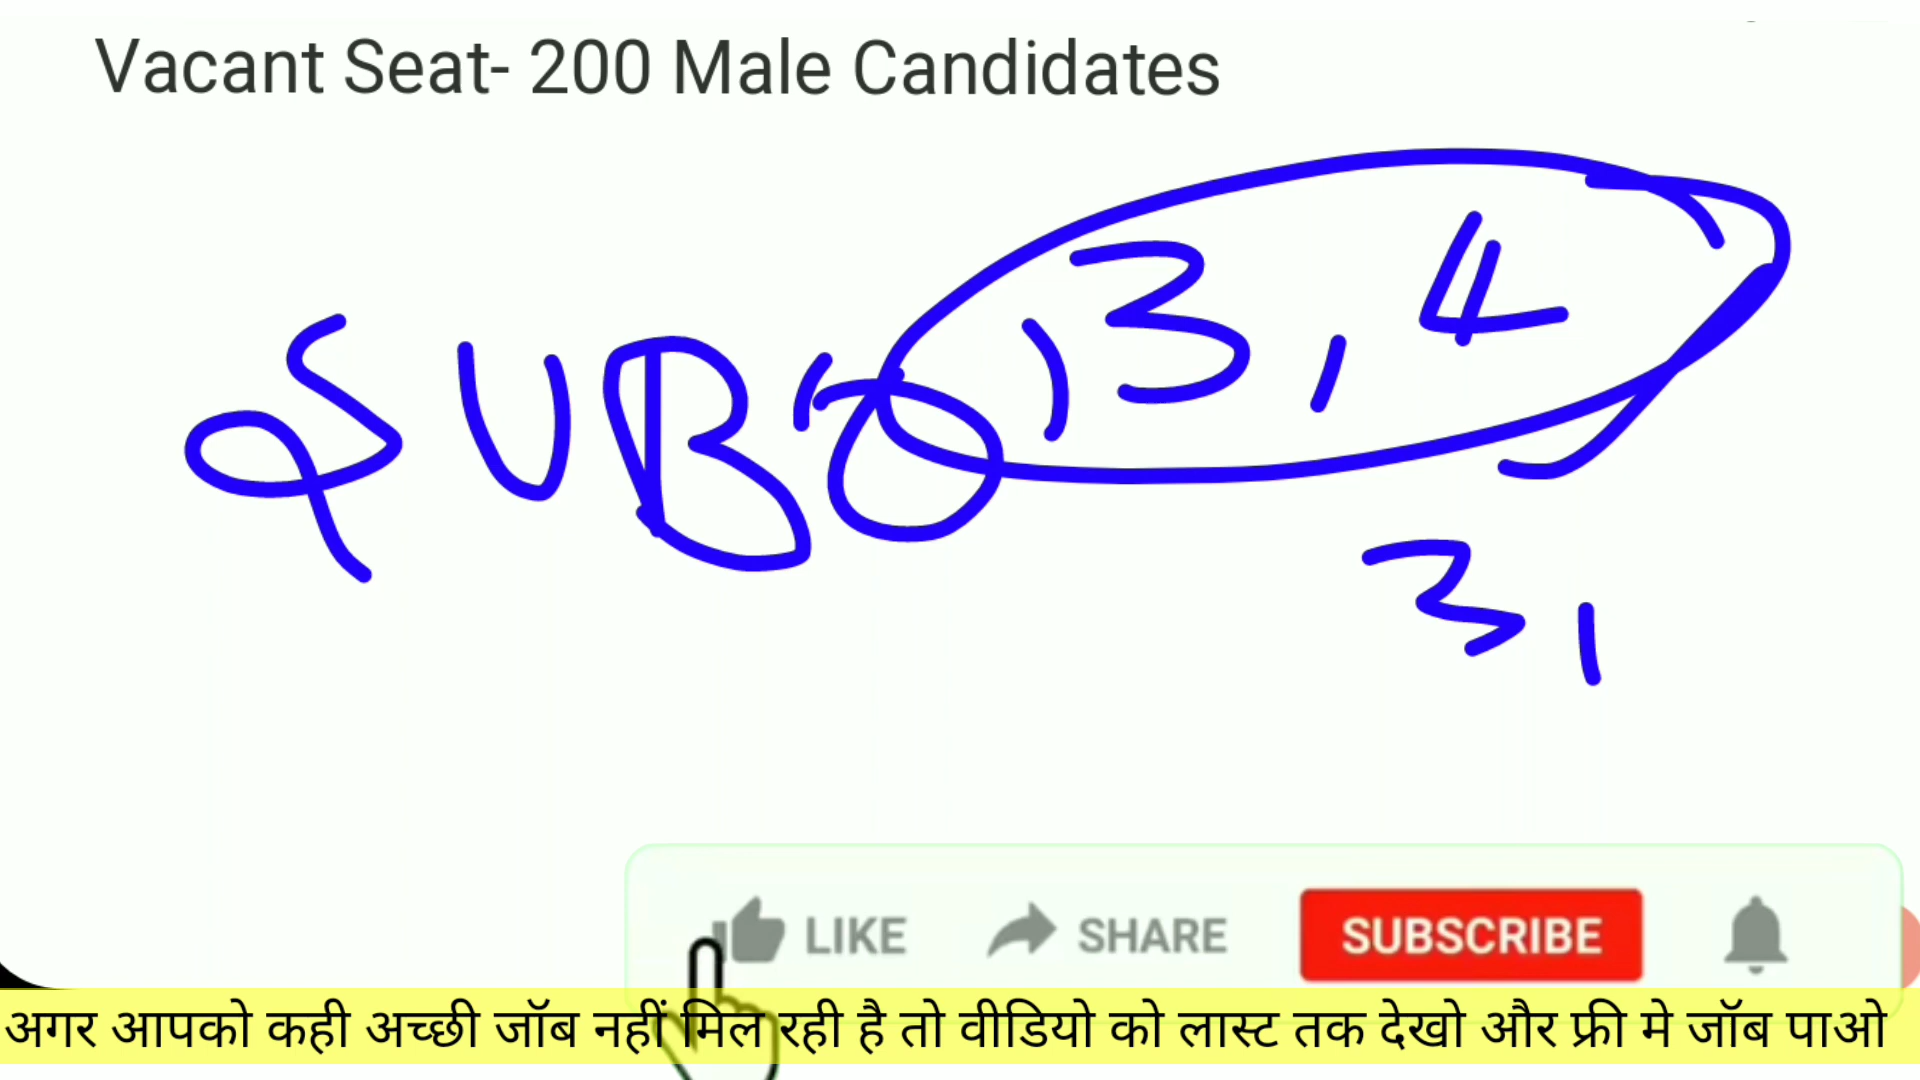 Vacant Seat- 200 Male Candidates
SUB
3, 4
3,
LIKE SHARE SUBSCRIBE
अगर आपको कही अच्छी जॉब नहीं मिल रही है तो वीडियो को लास्ट तक देखो और फ्री मे जॉब पाओ